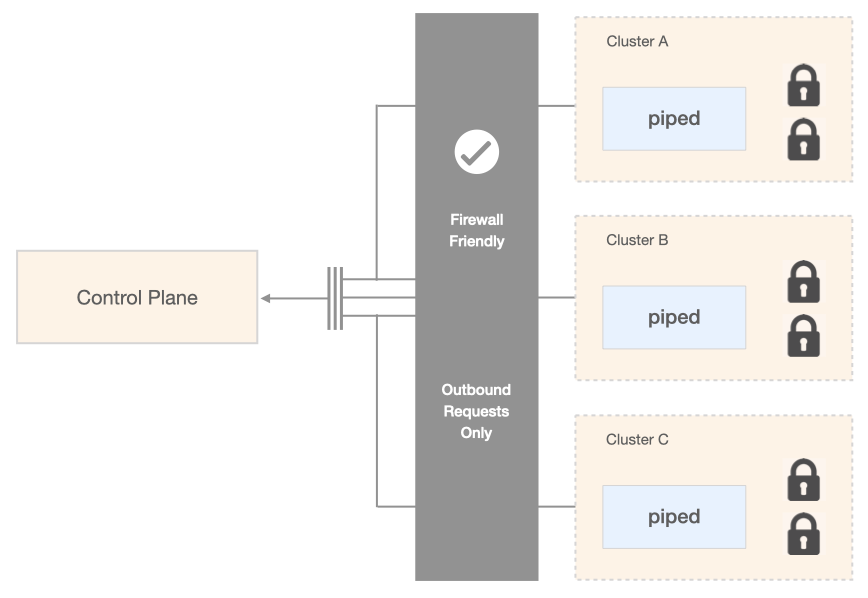 Control Plane
Firewall
Friendly
Outbound
Requests
Only
Cluster A
piped
Cluster B
piped
Cluster C
piped